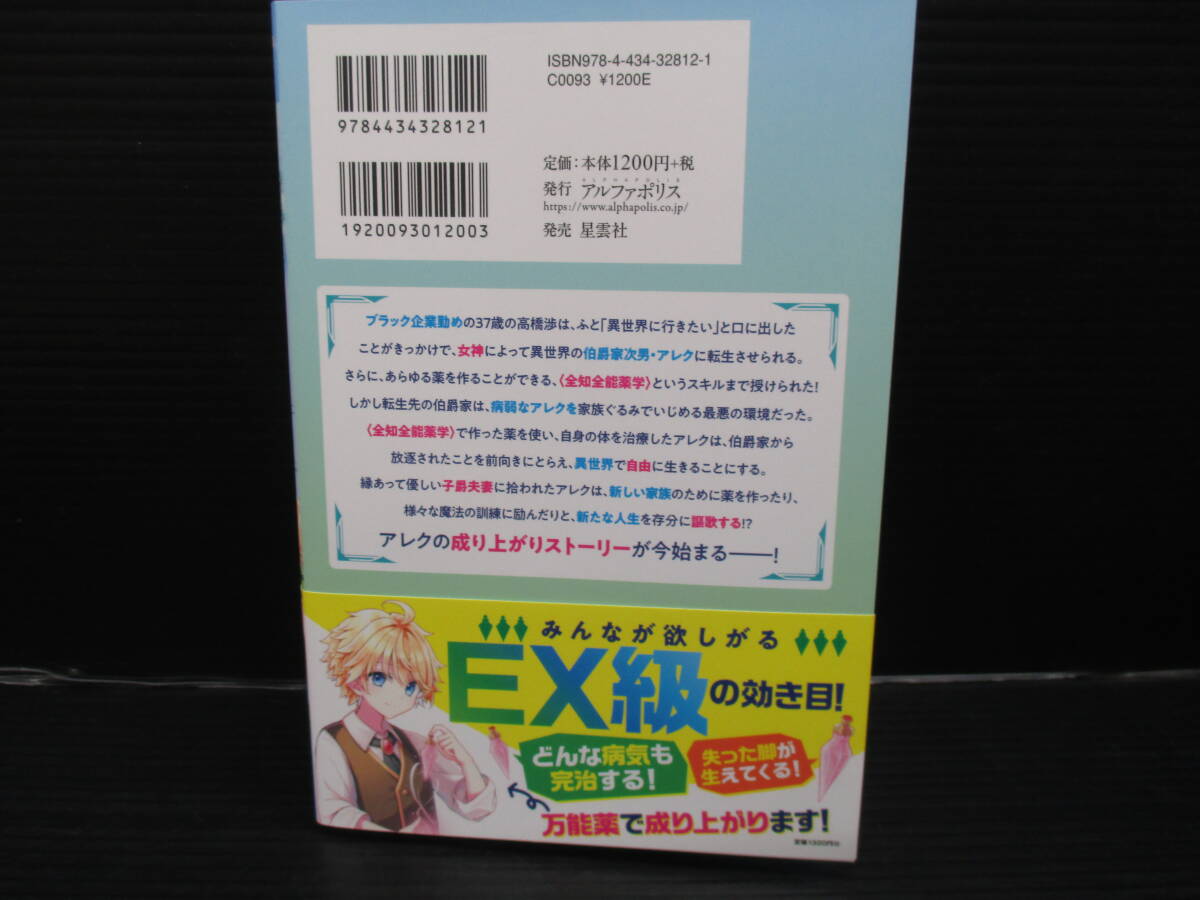 ISBN978-4-434-32812-1
C0093 ¥1200E
9784434328121
定価：本体1200円+税
発行 アルファポリス
https://www.alphapolis.co.jp/
1920093012003
発売 星雲社
ブラック企業勤めの37歳の高橋渉は、ふと「異世界に行きたい」と口に出した
ことがきっかけで、女神によって異世界の伯爵家次男・アレクに転生させられる。
さらに、あらゆる薬を作ることができる、〈全知全能薬学〉というスキルまで授けられた!
しかし転生先の伯爵家は、病弱なアレクを家族ぐるみでいじめる最悪の環境だった。
〈全知全能薬学〉で作った薬を使い、自身の体を治療したアレクは、伯爵家から
放逐されたことを前向きにとらえ、異世界で自由に生きることにする。
縁あって優しい子爵夫妻に拾われたアレクは、新しい家族のために薬を作ったり、
様々な魔法の訓練に励んだりと、新たな人生を存分に謳歌する!?
アレクの成り上がりストーリーが今始まる――!
みんなが欲しがる
EX級の効き目!
どんな病気も
完治する!
失った脚が
生えてくる!
万能薬で成り上がります!